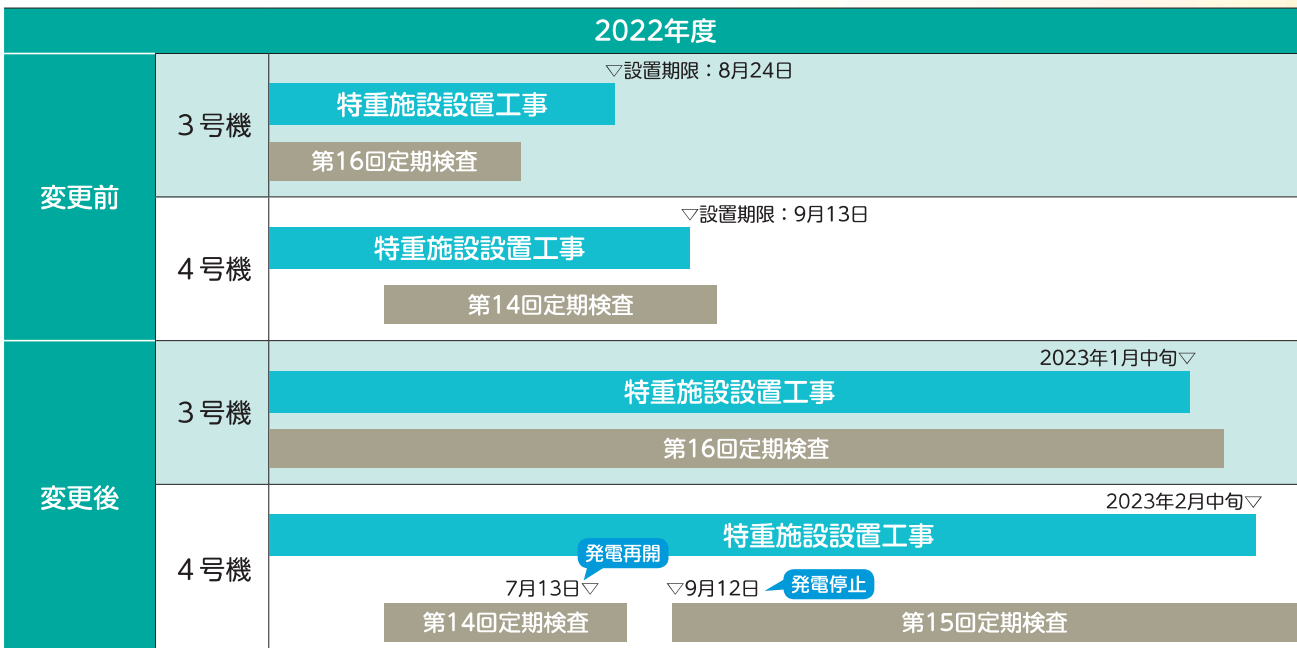 2022年度
変更前
3号機
▽設置期限：8月24日
特重施設設置工事
第16回定期検査
4号機
▽設置期限：9月13日
特重施設設置工事
第14回定期検査
変更後
3号機
2023年1月中旬▽
特重施設設置工事
第16回定期検査
4号機
2023年2月中旬▽
特重施設設置工事
発電再開
7月13日▽
▽9月12日
発電停止
第14回定期検査
第15回定期検査